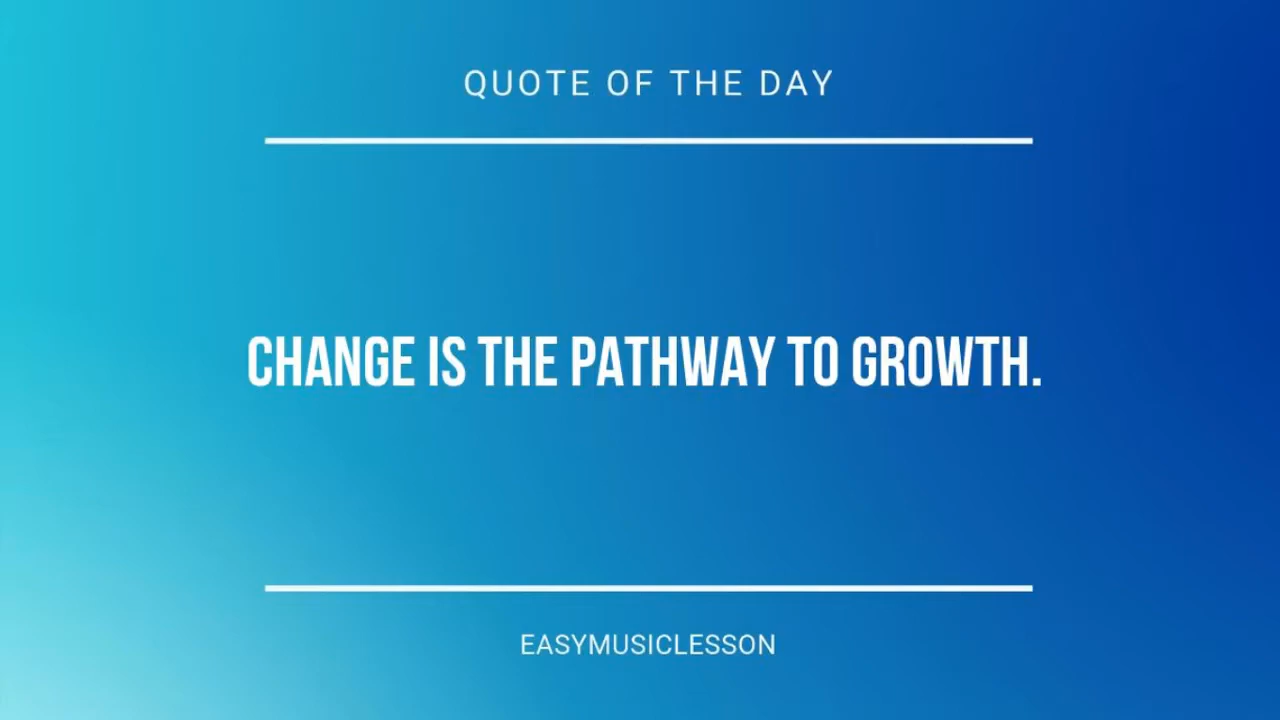 QUOTE OF THE DAY
CHANGE IS THE PATHWAY TO GROWTH.
EASYMUSICLESSON